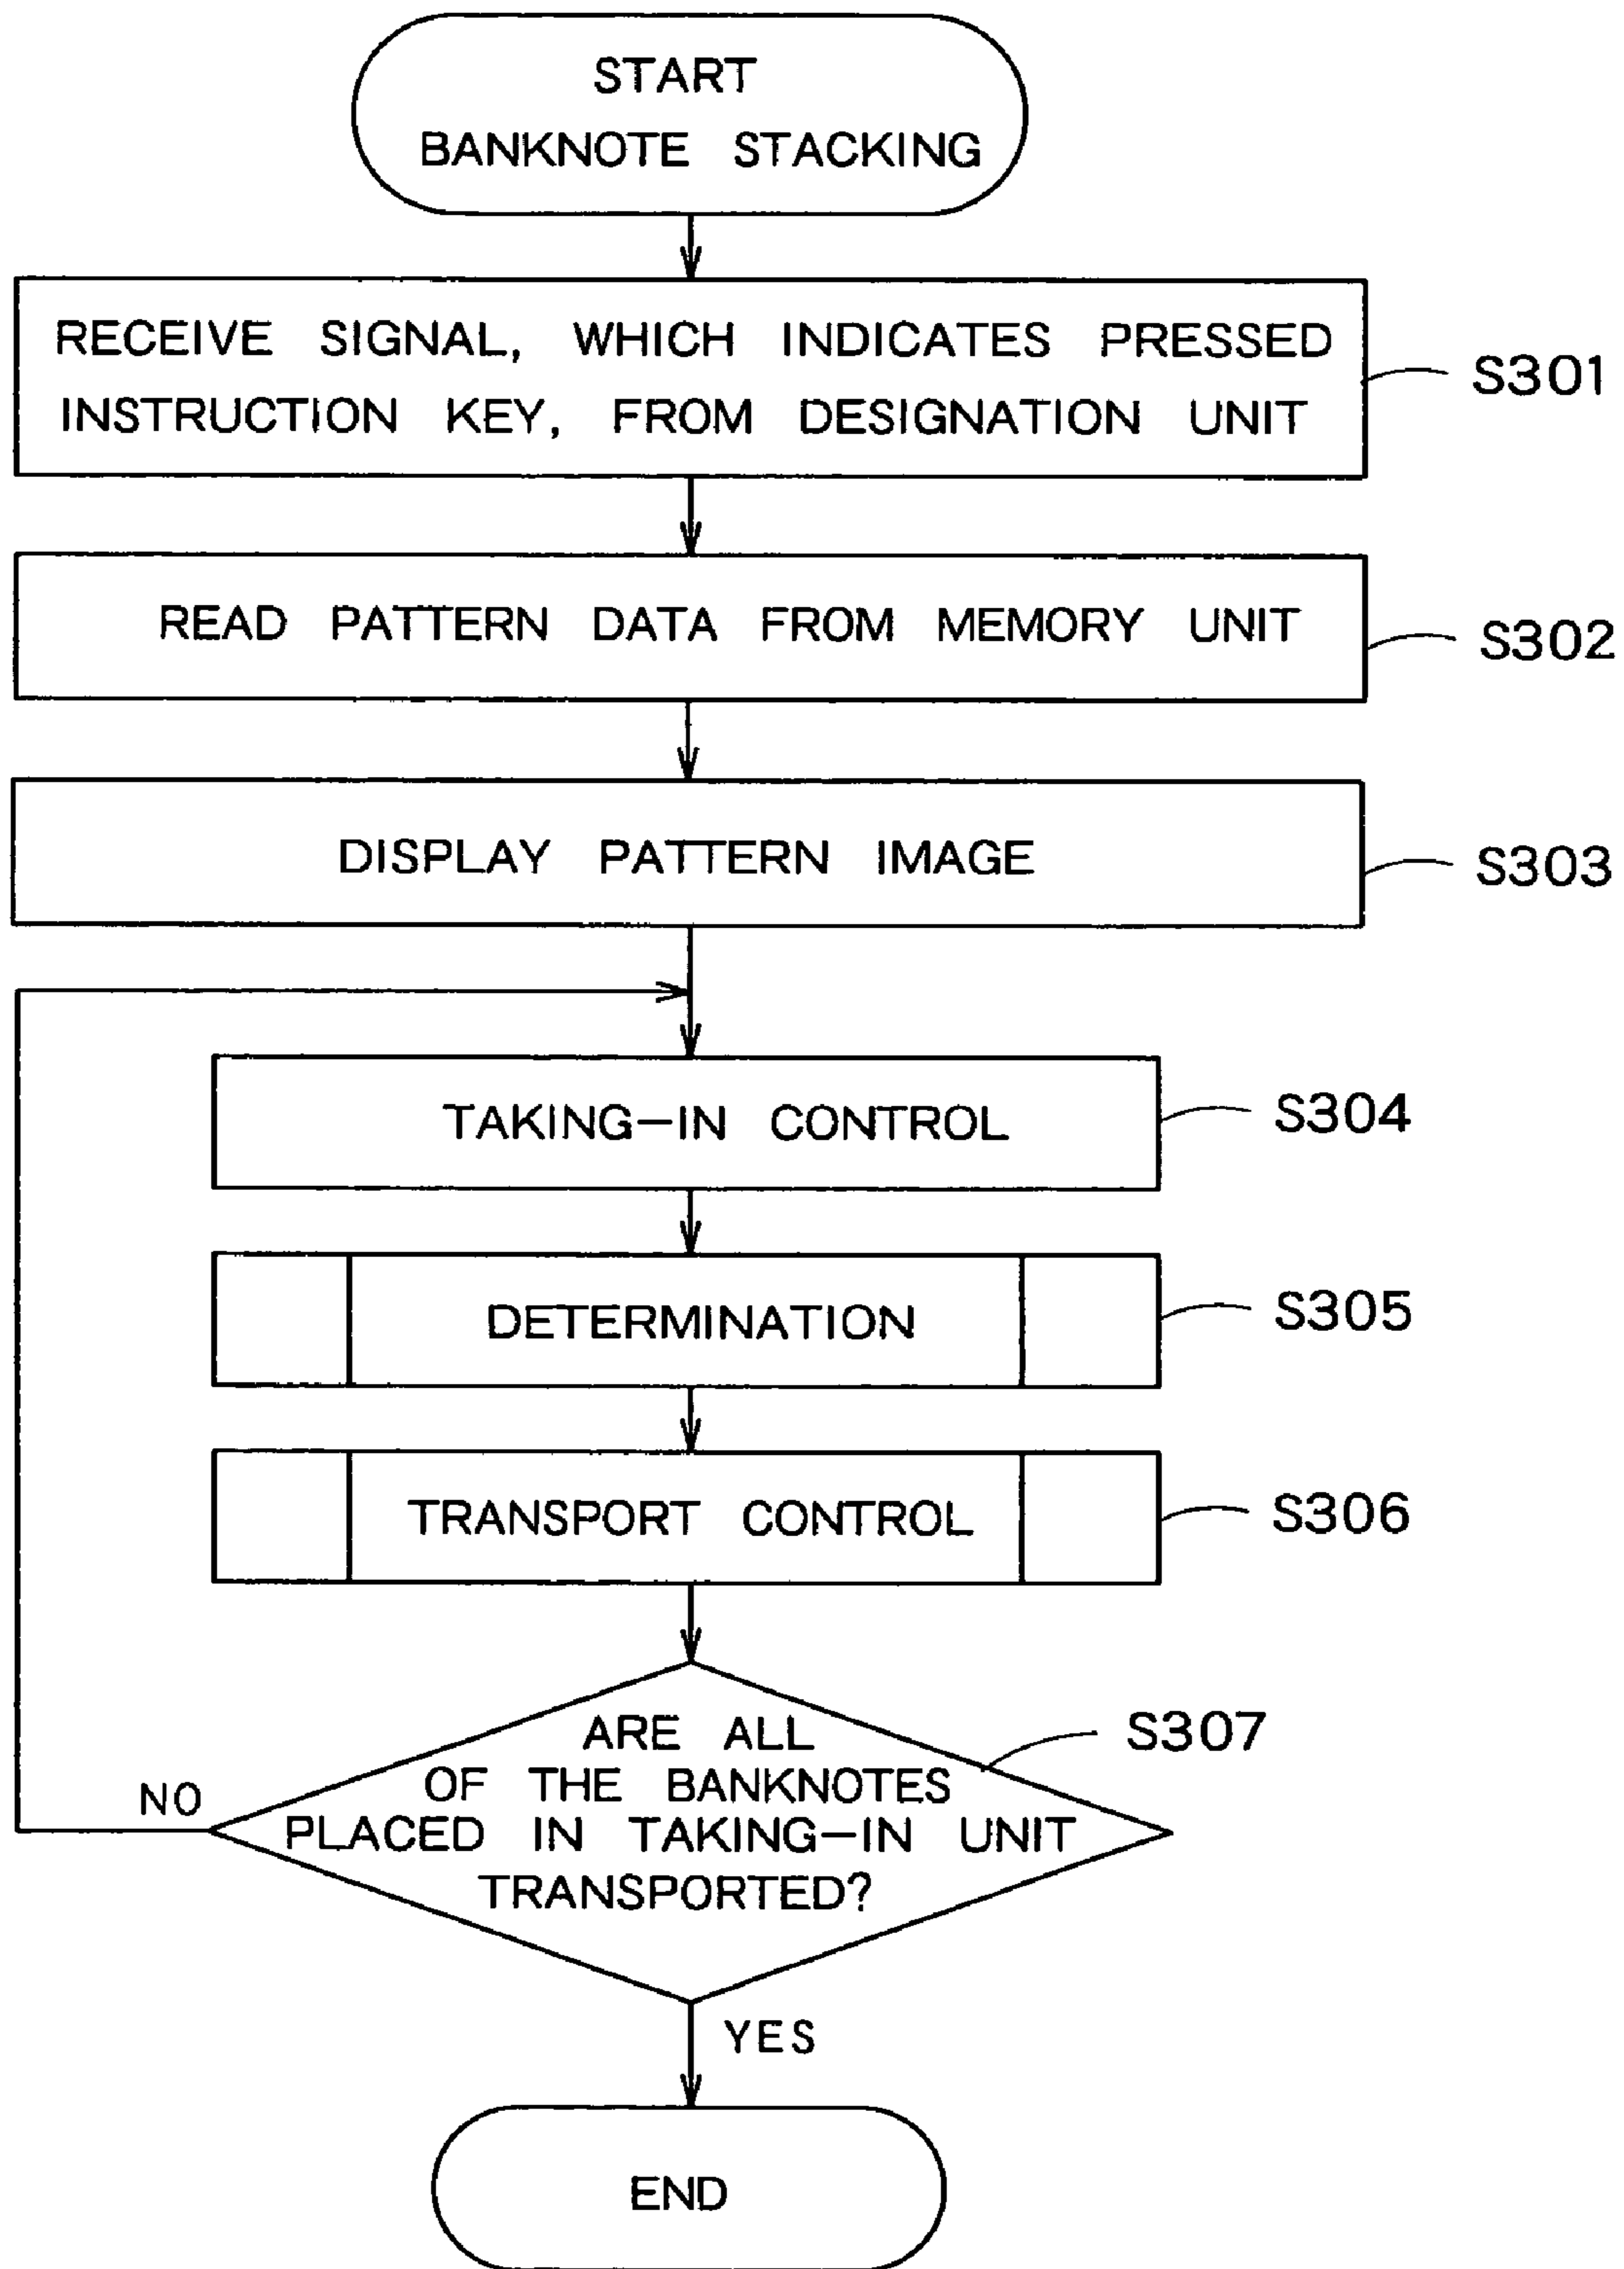 START
BANKNOTE STACKING
RECEIVE SIGNAL, WHICH INDICATES PRESSED
INSTRUCTION KEY, FROM DESIGNATION UNIT
S301
READ PATTERN DATA FROM MEMORY UNIT
S302
DISPLAY PATTERN IMAGE
S303
TAKING-IN CONTROL
S304
DETERMINATION
S305
TRANSPORT CONTROL
S306
ARE ALL
OF THE BANKNOTES
PLACED IN TAKING-IN UNIT
TRANSPORTED?
S307
NO
YES
END